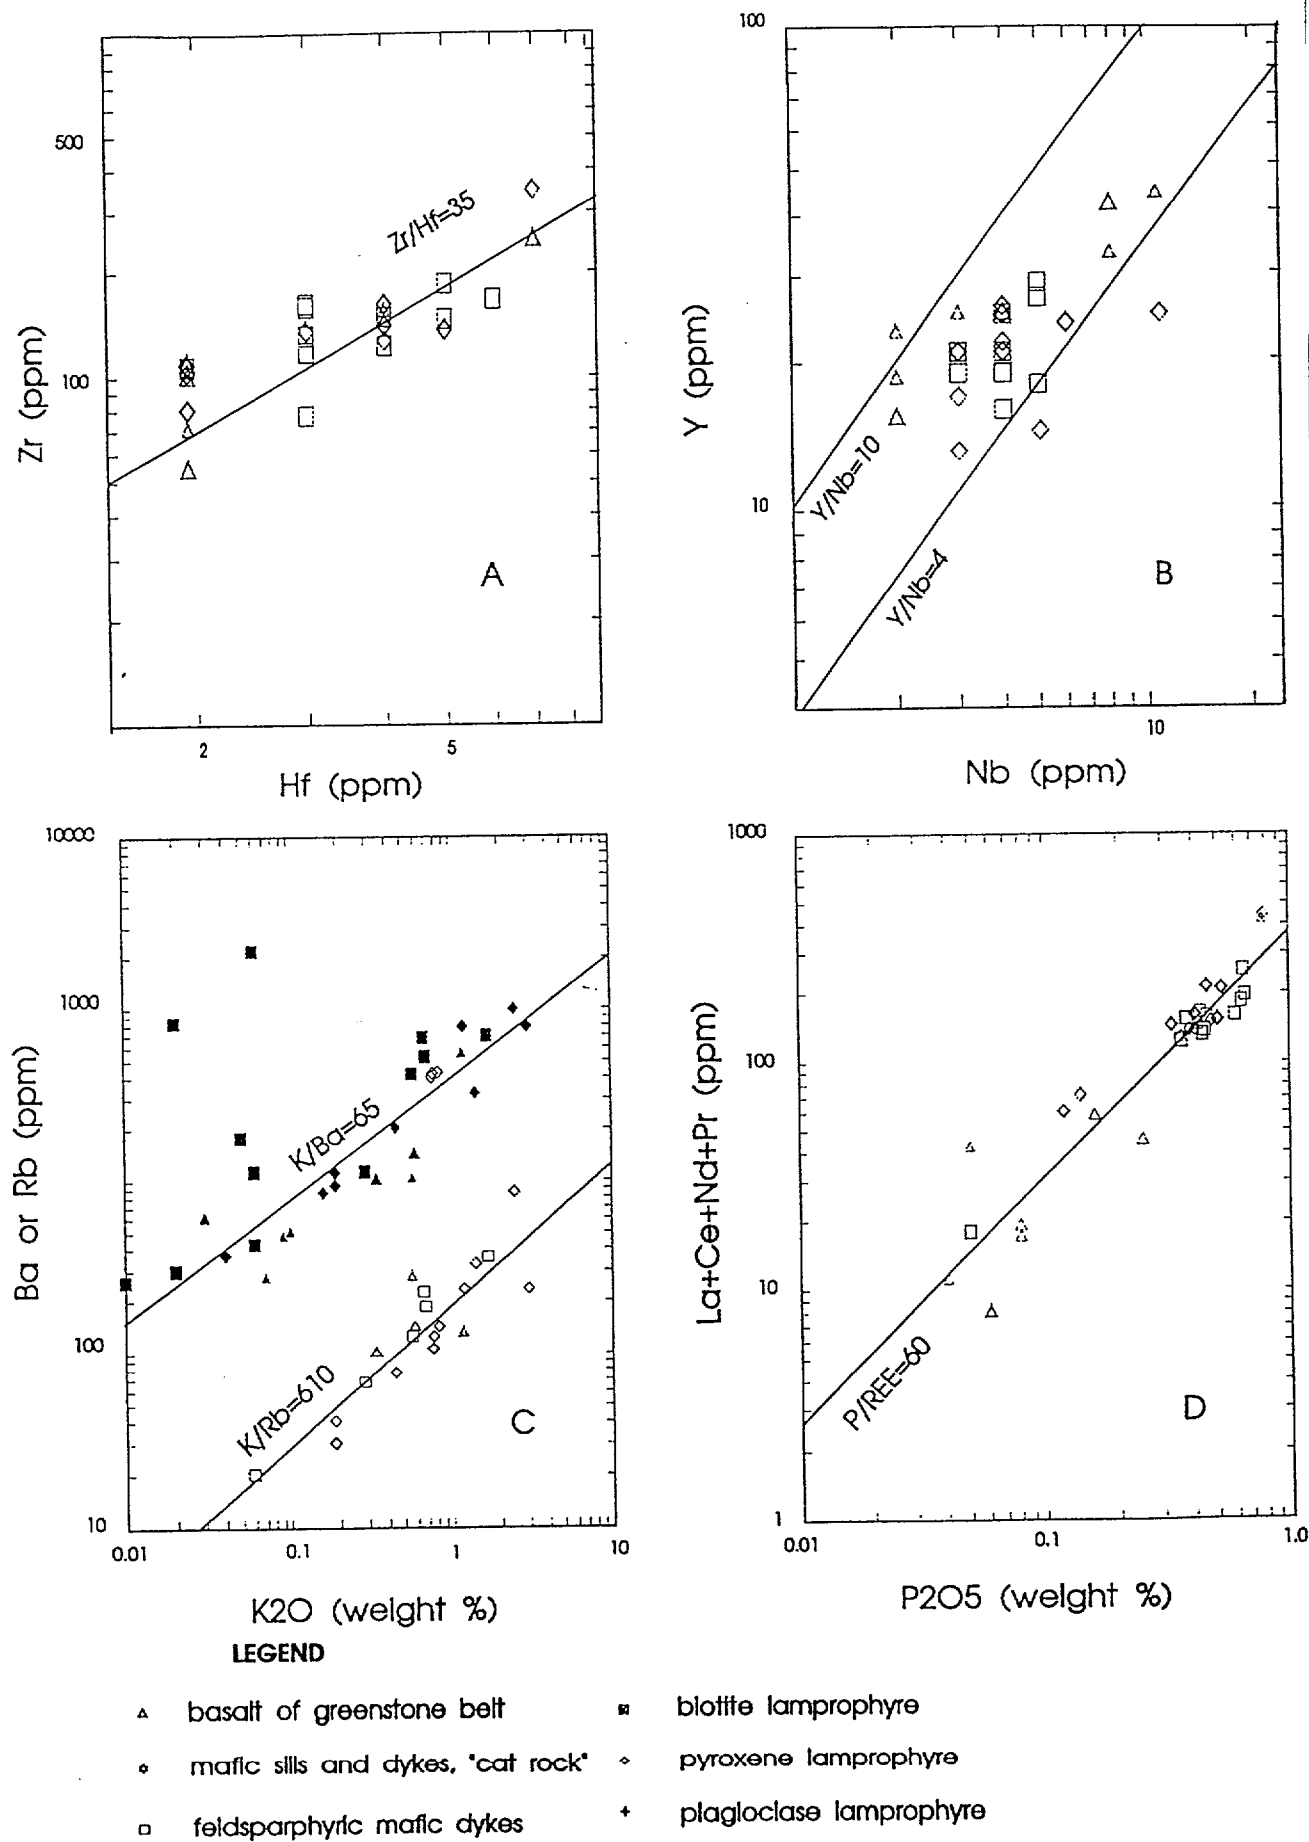 100
500
Zr/Hf=35
100
Zr (ppm)
Y (ppm)
Y/Nb=10
10
Y/Nb=4
A
B
2
5
10
Hf (ppm)
Nb (ppm)
10000
1000
1000
K/Ba=65
100
Ba or Rb (ppm)
La+Ce+Nd+Pr (ppm)
10
100
K/Rb=610
P/REE=60
C
D
10
1
0.01
0.1
1
10
0.01
0.1
1.0
K2O (weight %)
P2O5 (weight %)
LEGEND
basalt of greenstone belt
biotite lamprophyre
mafic sills and dykes, "cat rock"
pyroxene lamprophyre
feldsparphyric mafic dykes
plagioclase lamprophyre